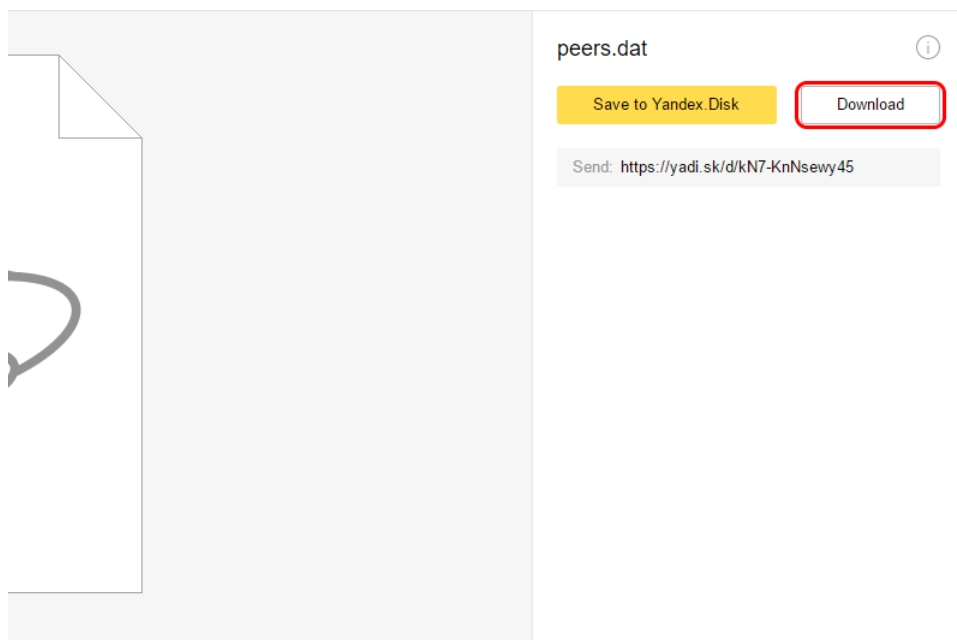 peers.dat
Save to Yandex.Disk
Download
Send: https://yadi.sk/d/kN7-KnNsewy45